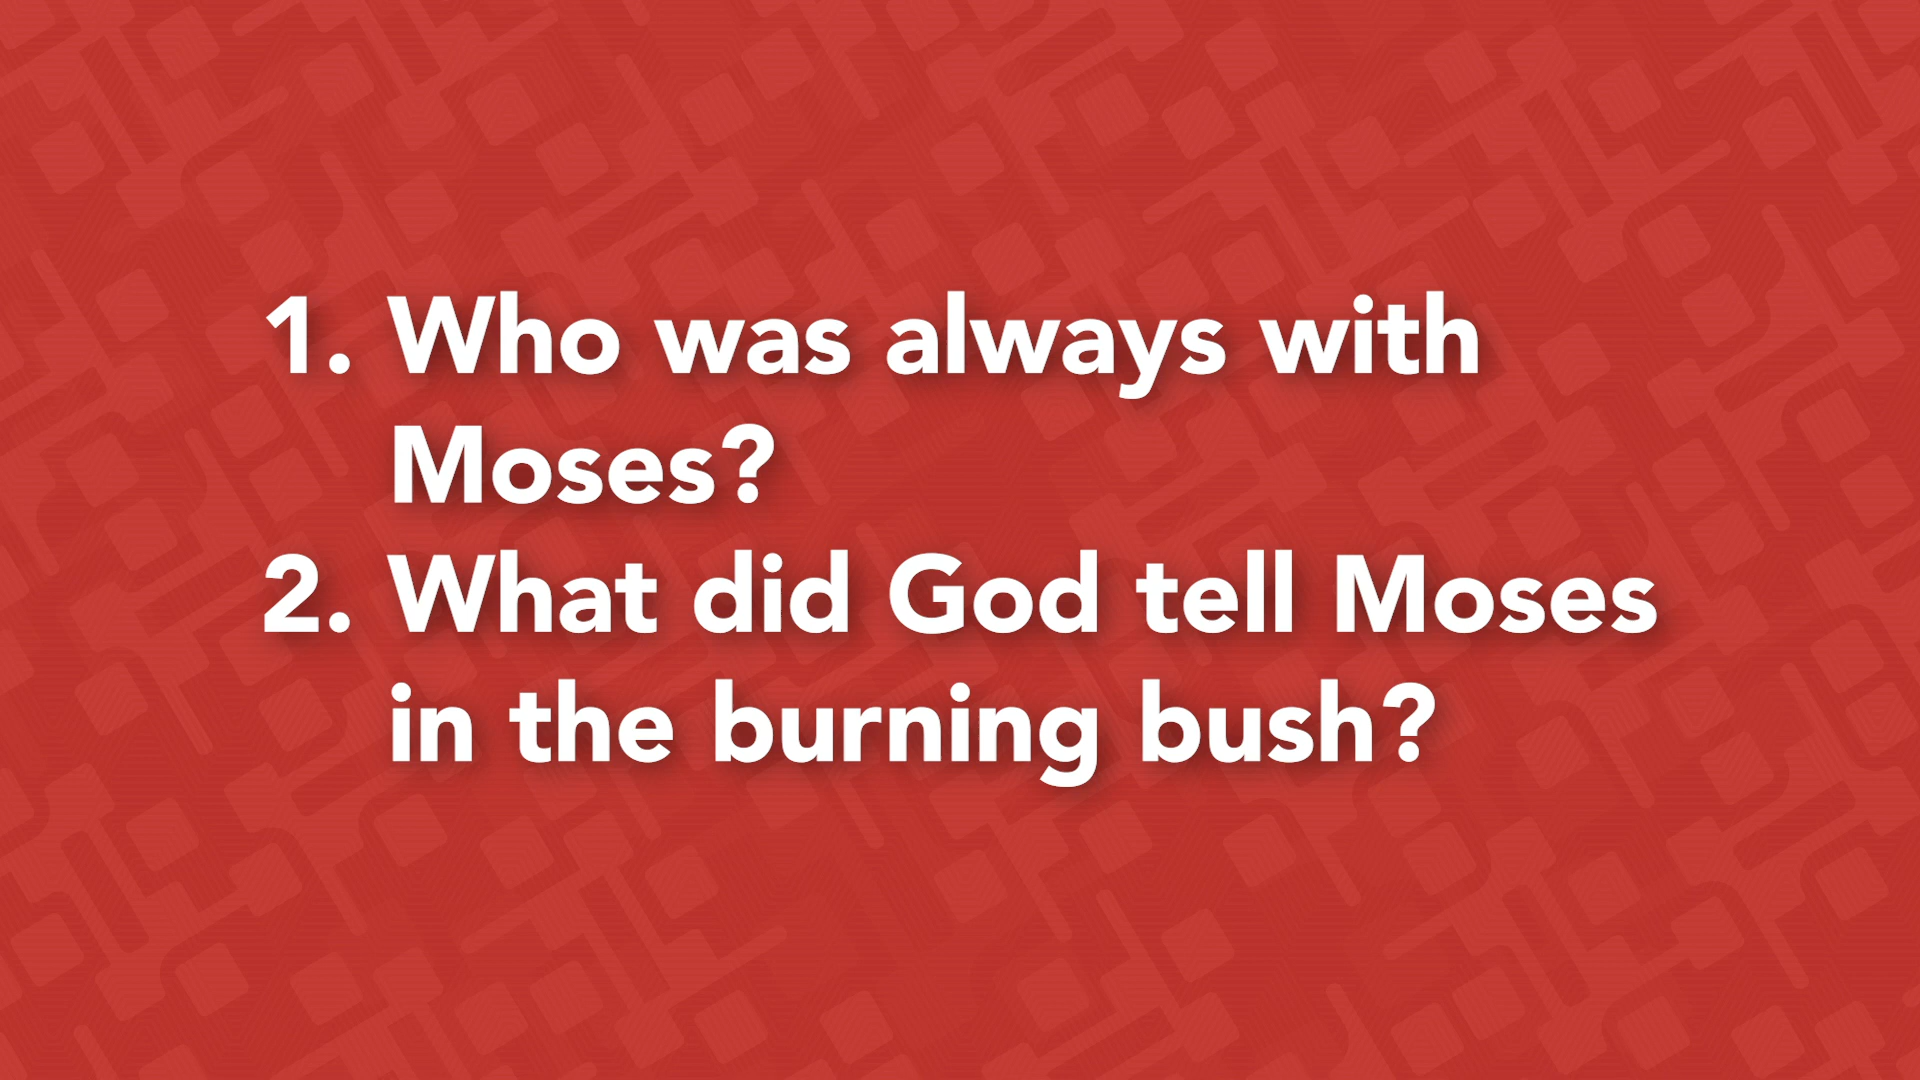 1. Who was always with
Moses?
2. What did God tell Moses
in the burning bush?